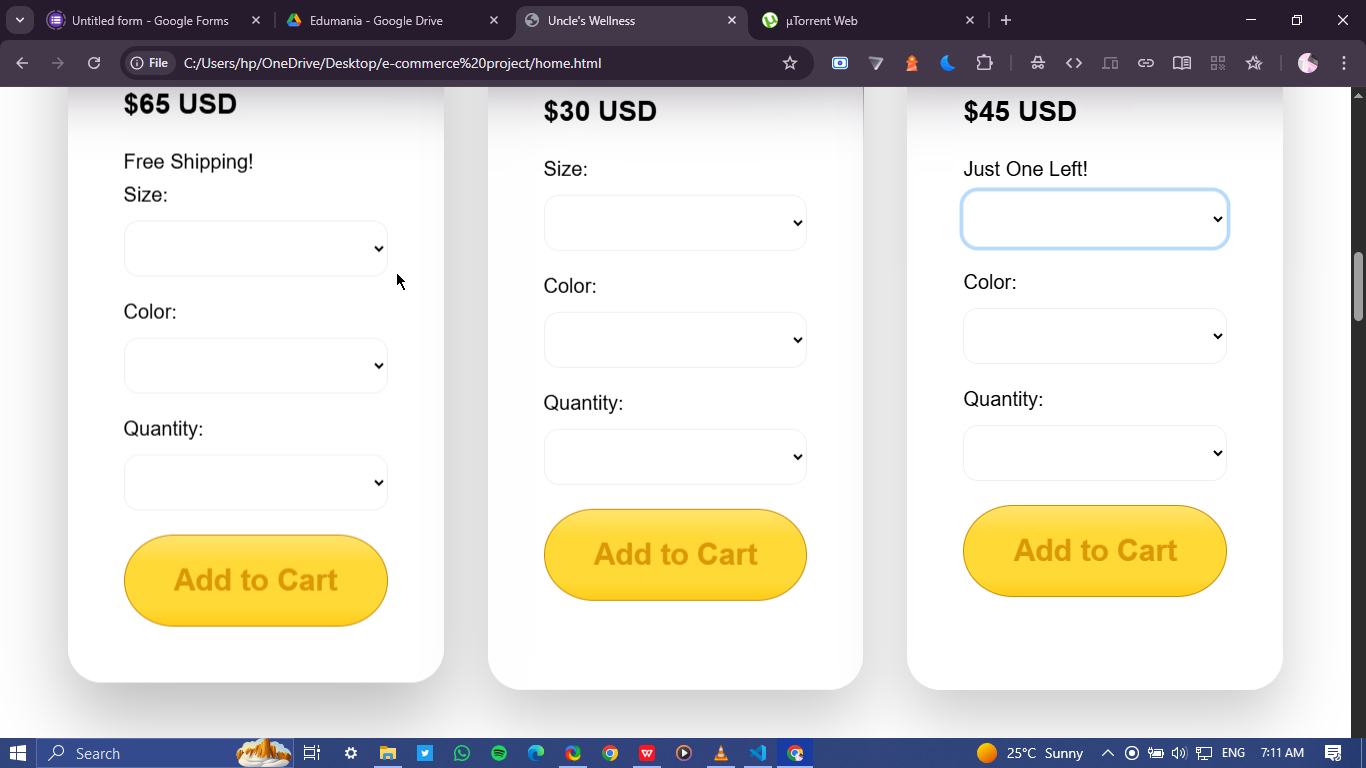 Untitled form - Google Forms
Edumania - Google Drive
Uncle's Wellness
µTorrent Web
File
C:/Users/hp/OneDrive/Desktop/e-commerce%20project/home.html
$65 USD
Free Shipping!
Size:
Color:
Quantity:
Add to Cart
$30 USD
Size:
Color:
Quantity:
Add to Cart
$45 USD
Just One Left!
Color:
Quantity:
Add to Cart
Search
25°C Sunny
ENG
7:11 AM